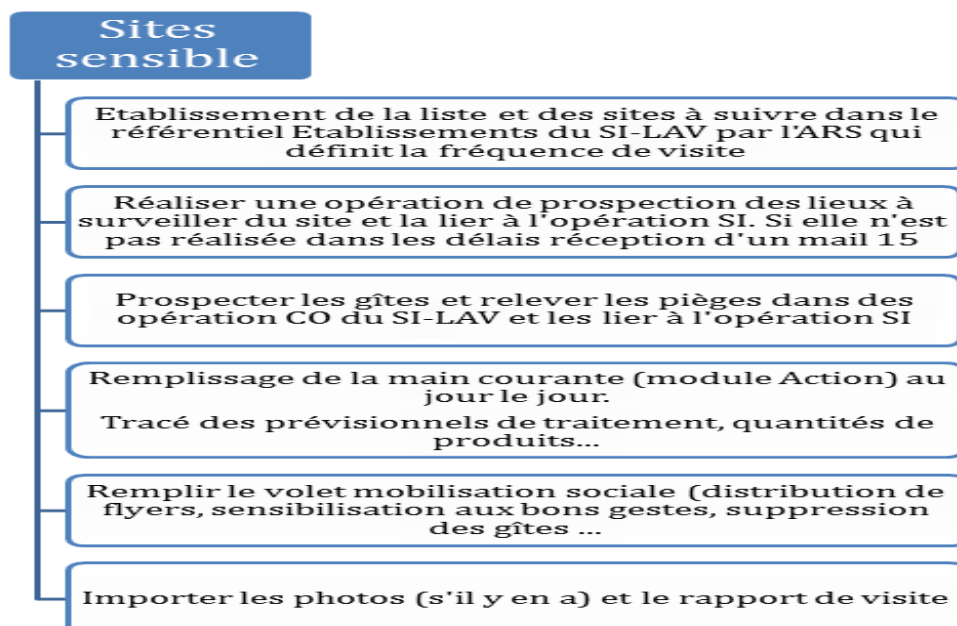 Sites
sensible
Etablissement de la liste et des sites à suivre dans le
référentiel Etablissements du SI-LAV par l'ARS qui
définit la fréquence de visite
Réaliser une opération de prospection des lieux à
surveiller du site et la lier à l'opération SI. Si elle n'est
pas réalisée dans les délais réception d'un mail 15
Prospecter les gîtes et relever les pièges dans des
opération CO du SI-LAV et les lier à l'opération SI
Remplissage de la main courante (module Action) au
jour le jour.
Tracé des prévisionnels de traitement, quantités de
produits...
Remplir le volet mobilisation sociale (distribution de
flyers, sensibilisation aux bons gestes, suppression
des gîtes ...
Importer les photos (s'il y en a) et le rapport de visite